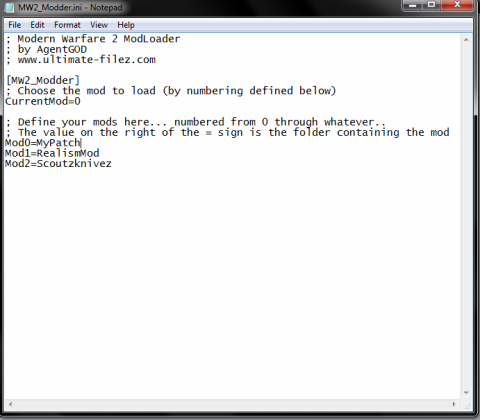 MW2_Modder.ini - Notepad
File Edit Format View Help
; Modern Warfare 2 ModLoader
; by AgentGOD
; www.ultimate-filez.com
[MW2_Modder]
; Choose the mod to load (by numbering defined below)
CurrentMod=0
; Define your mods here... numbered from 0 through whatever..
; The value on the right of the = sign is the folder containing the mod
Mod0=MyPatch
Mod1=RealismMod
Mod2=Scoutzknivez